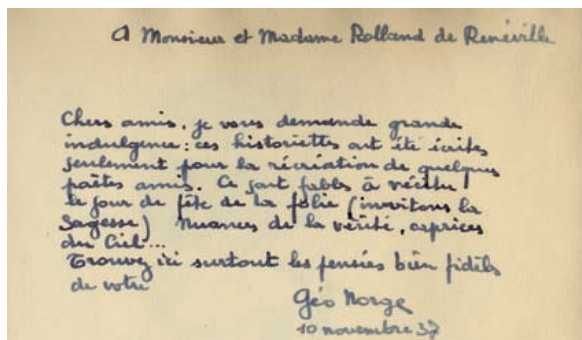 A Monsieur et Madame Rolland de Renéville
Chers amis, je vous demande grande
indulgence : ces historiettes ont été écrites
seulement pour la récréation de quelques
poètes amis. Ce sont fables à réciter
le jour de fête de la folie (invitons la
Sagesse) Nuances de la vérité, caprices
du Ciel...
Trouvez ici surtout les pensées bien fidèles
de votre
Géo Norge
10 novembre 37